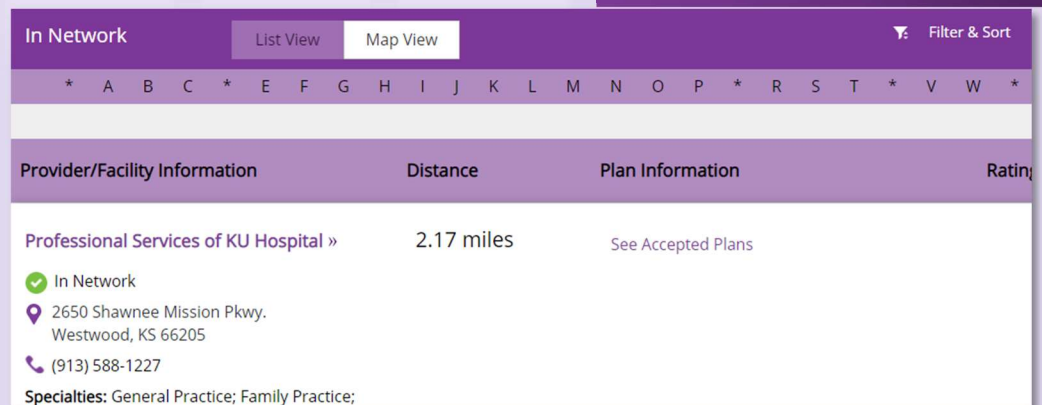 In Network List View Map View Filter & Sort
* A B C * E F G H I J K L M N O P * R S T * V W *
Provider/Facility Information Distance Plan Information Rating
Professional Services of KU Hospital » 2.17 miles See Accepted Plans
In Network
2650 Shawnee Mission Pkwy.
Westwood, KS 66205
(913) 588-1227
Specialties: General Practice; Family Practice;